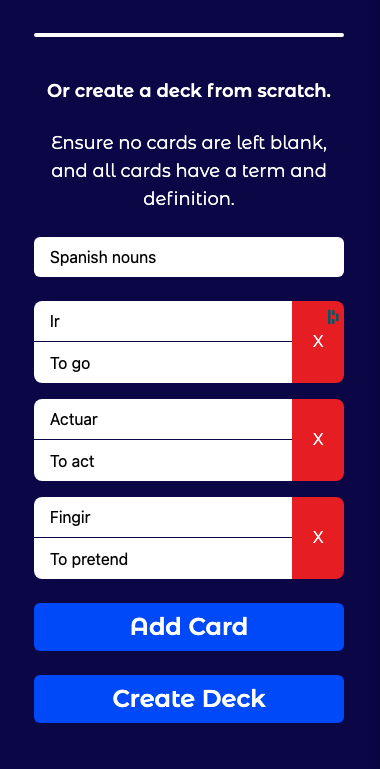 Or create a deck from scratch.
Ensure no cards are left blank,
and all cards have a term and
definition.
Spanish nouns
Ir
X
To go
Actuar
X
To act
Fingir
X
To pretend
Add Card
Create Deck